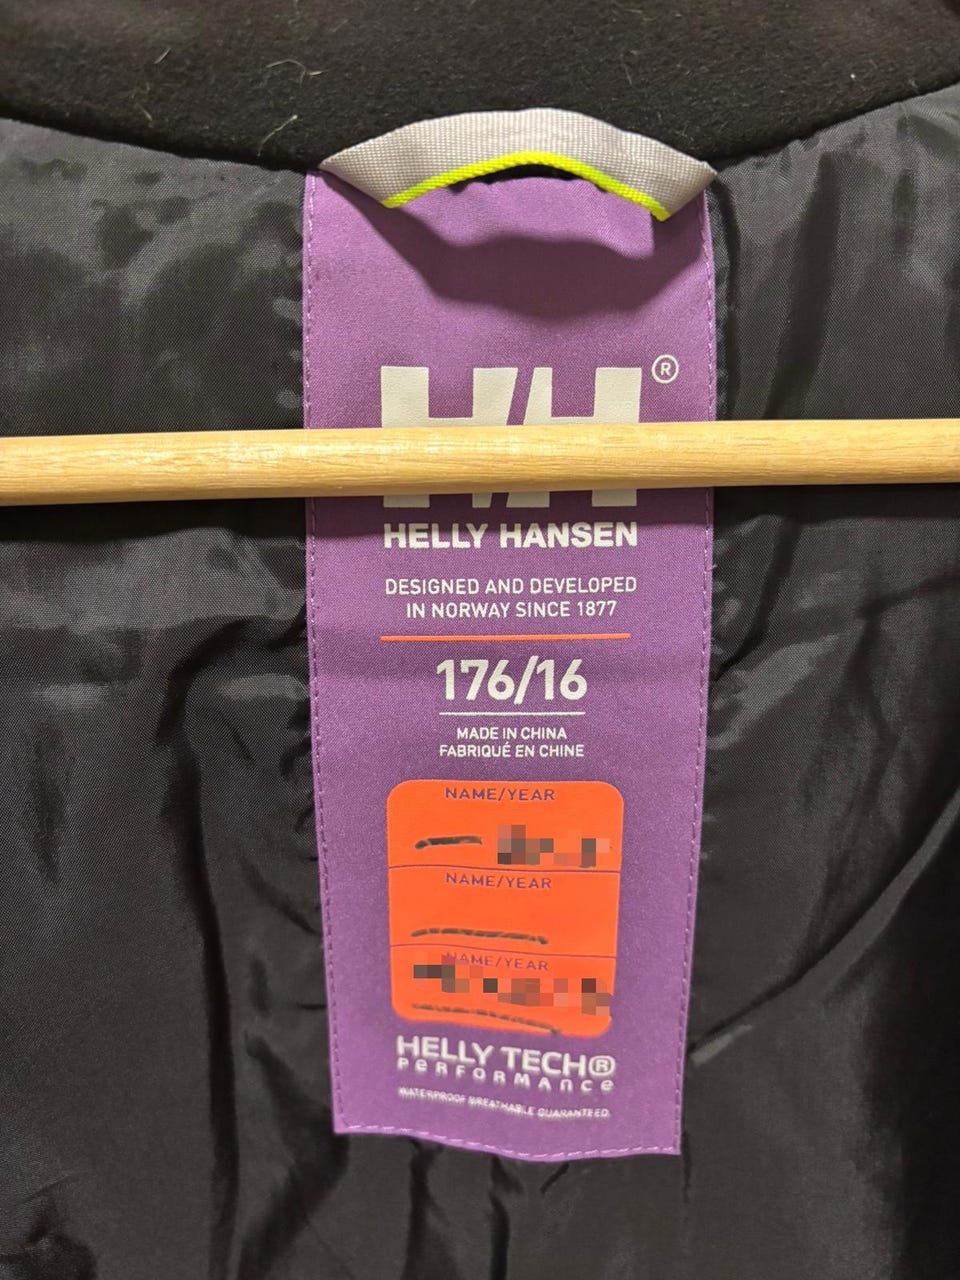 HH®
HELLY HANSEN
DESIGNED AND DEVELOPED
IN NORWAY SINCE 1877
176/16
MADE IN CHINA
FABRIQUÉ EN CHINE
NAME/YEAR
NAME/YEAR
NAME/YEAR
HELLY TECH®
PERFORMANCE
WATERPROOF BREATHABLE GUARANTEED